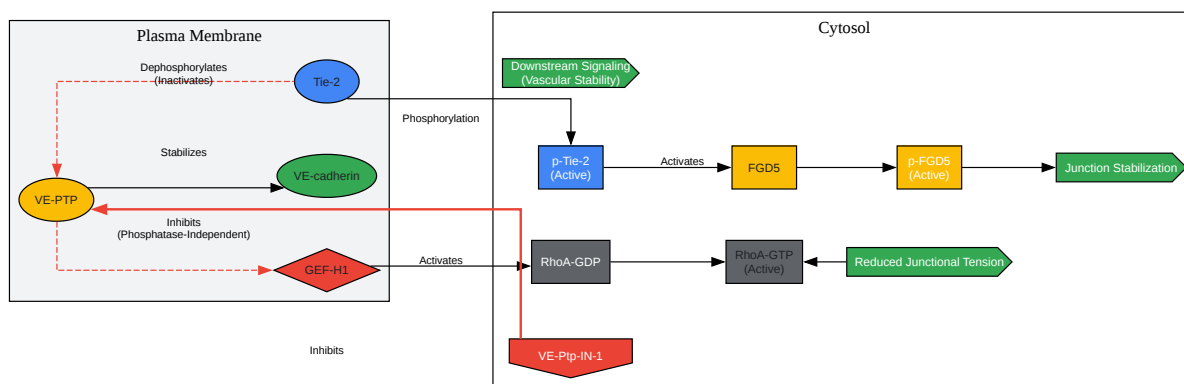 Plasma Membrane
Cytosol
Dephosphorylates
(Inactivates)
Tie-2
Downstream Signaling
(Vascular Stability)
Phosphorylation
Stabilizes
VE-cadherin
VE-PTP
p-Tie-2
(Active)
Activates
FGD5
p-FGD5
(Active)
Junction Stabilization
Inhibits
(Phosphatase-Independent)
GEF-H1
Activates
RhoA-GDP
RhoA-GTP
(Active)
Reduced Junctional Tension
Inhibits
VE-Ptp-IN-1